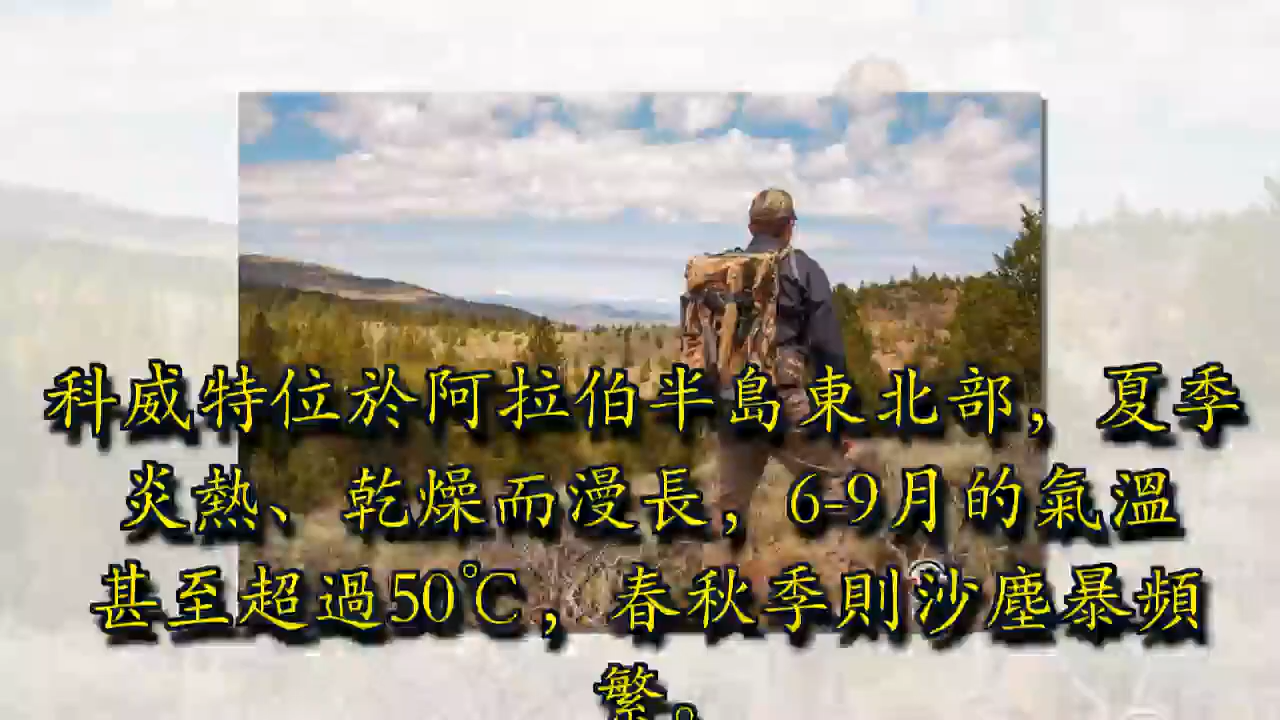 科威特位於阿拉伯半島東北部，夏季
炎熱、乾燥而漫長，6-9月的氣溫
甚至超過50℃，春秋季則沙塵暴頻
繁。